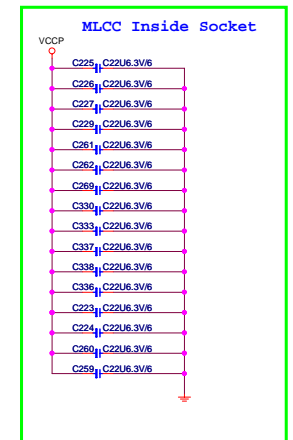 MLCC Inside Socket
VCCP
C225 C22U6.3V/6
C226 C22U6.3V/6
C227 C22U6.3V/6
C229 C22U6.3V/6
C261 C22U6.3V/6
C262 C22U6.3V/6
C269 C22U6.3V/6
C330 C22U6.3V/6
C333 C22U6.3V/6
C337 C22U6.3V/6
C338 C22U6.3V/6
C336 C22U6.3V/6
C223 C22U6.3V/6
C224 C22U6.3V/6
C260 C22U6.3V/6
C259 C22U6.3V/6